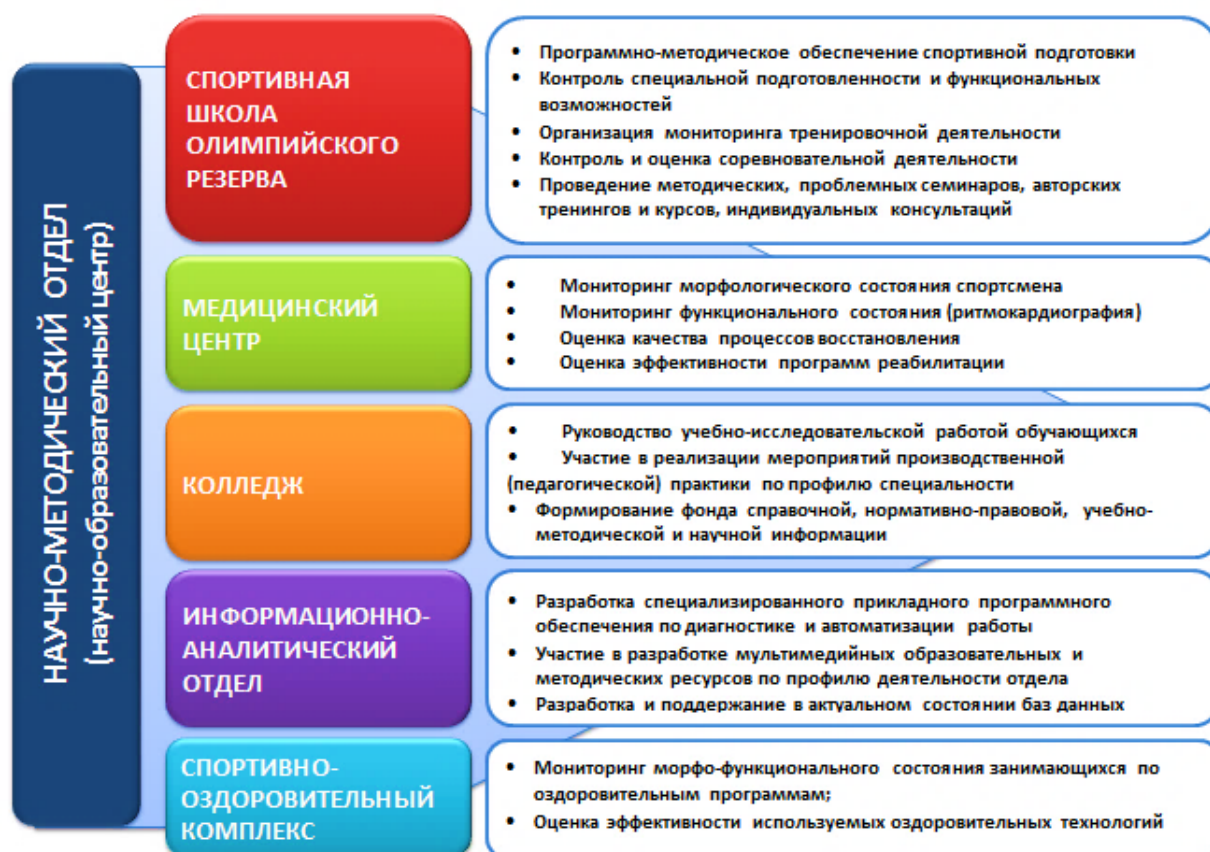 НАУЧНО-МЕТОДИЧЕСКИЙ ОТДЕЛ
(научно-образовательный центр)
СПОРТИВНАЯ
ШКОЛА
ОЛИМПИЙСКОГО
РЕЗЕРВА
• Программно-методическое обеспечение спортивной подготовки
• Контроль специальной подготовленности и функциональных
возможностей
• Организация мониторинга тренировочной деятельности
• Контроль и оценка соревновательной деятельности
• Проведение методических, проблемных семинаров, авторских
тренингов и курсов, индивидуальных консультаций
МЕДИЦИНСКИЙ
ЦЕНТР
• Мониторинг морфологического состояния спортсмена
• Мониторинг функционального состояния (ритмокардиография)
• Оценка качества процессов восстановления
• Оценка эффективности программ реабилитации
КОЛЛЕДЖ
• Руководство учебно-исследовательской работой обучающихся
• Участие в реализации мероприятий производственной
(педагогической) практики по профилю специальности
• Формирование фонда справочной, нормативно-правовой, учебно-
методической и научной информации
ИНФОРМАЦИОННО-
АНАЛИТИЧЕСКИЙ
ОТДЕЛ
• Разработка специализированного прикладного программного
обеспечения по диагностике и автоматизации работы
• Участие в разработке мультимедийных образовательных и
методических ресурсов по профилю деятельности отдела
• Разработка и поддержание в актуальном состоянии баз данных
СПОРТИВНО-
ОЗДОРОВИТЕЛЬНЫЙ
КОМПЛЕКС
• Мониторинг морфо-функционального состояния занимающихся по
оздоровительным программам;
• Оценка эффективности используемых оздоровительных технологий